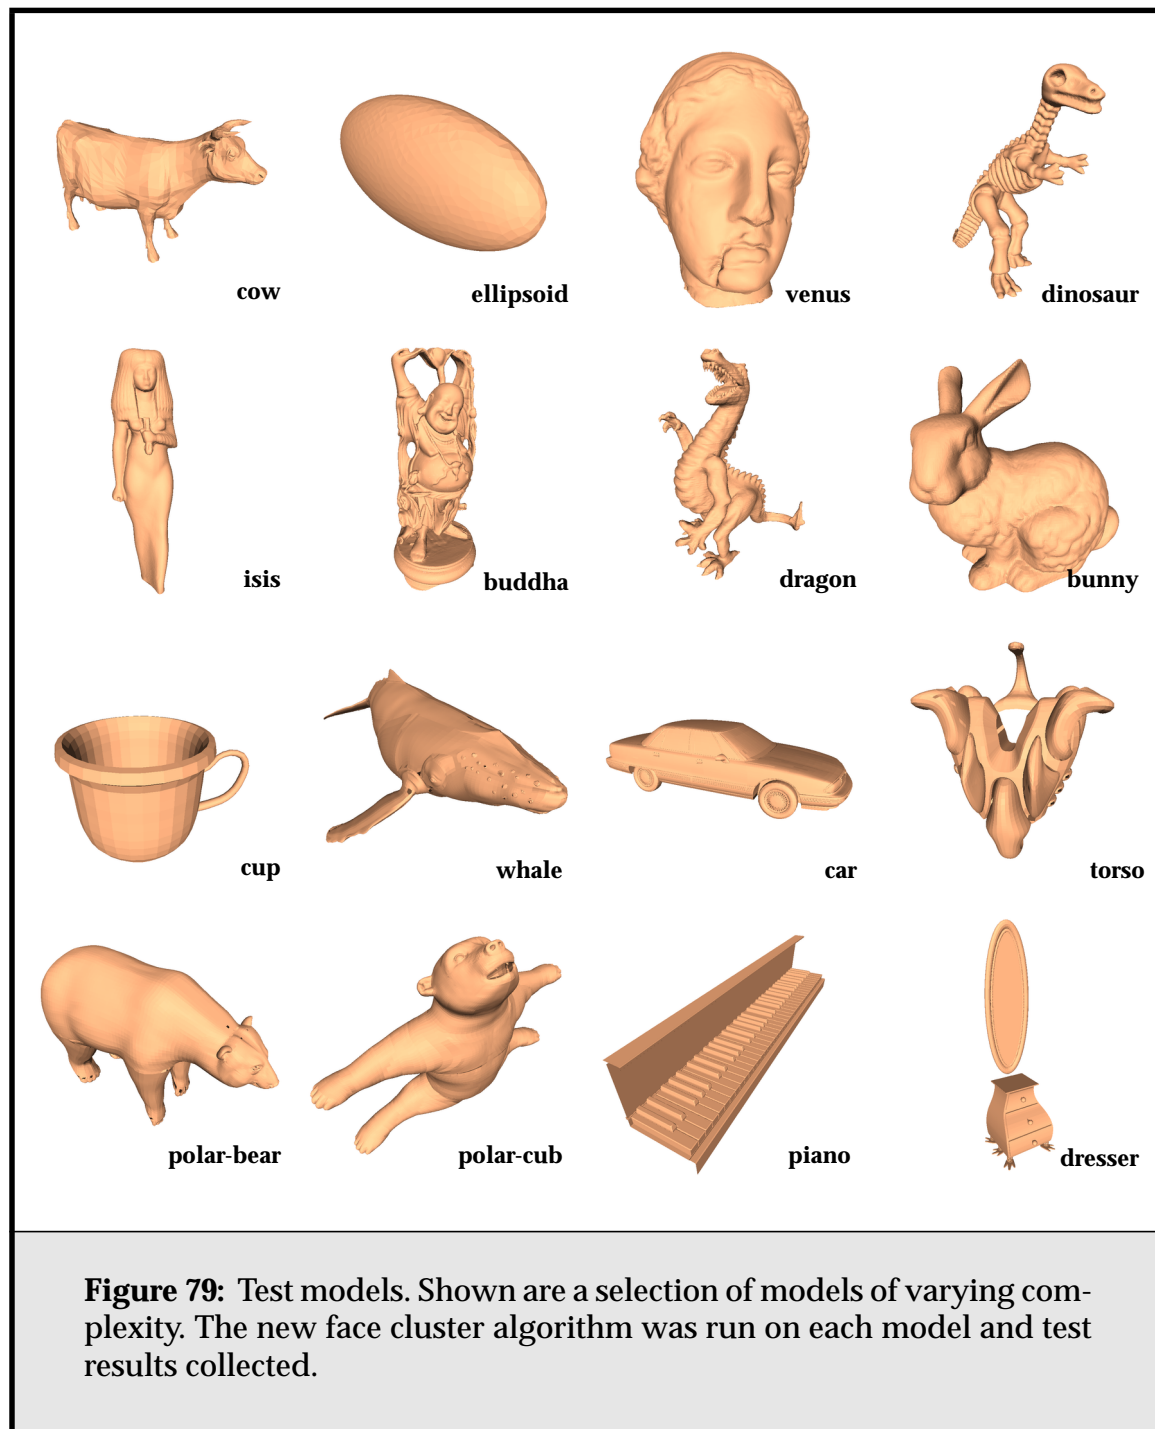 cow
ellipsoid
venus
dinosaur
isis
buddha
dragon
bunny
cup
whale
car
torso
polar-bear
polar-cub
piano
dresser
Figure 79: Test models. Shown are a selection of models of varying com-
plexity. The new face cluster algorithm was run on each model and test
results collected.